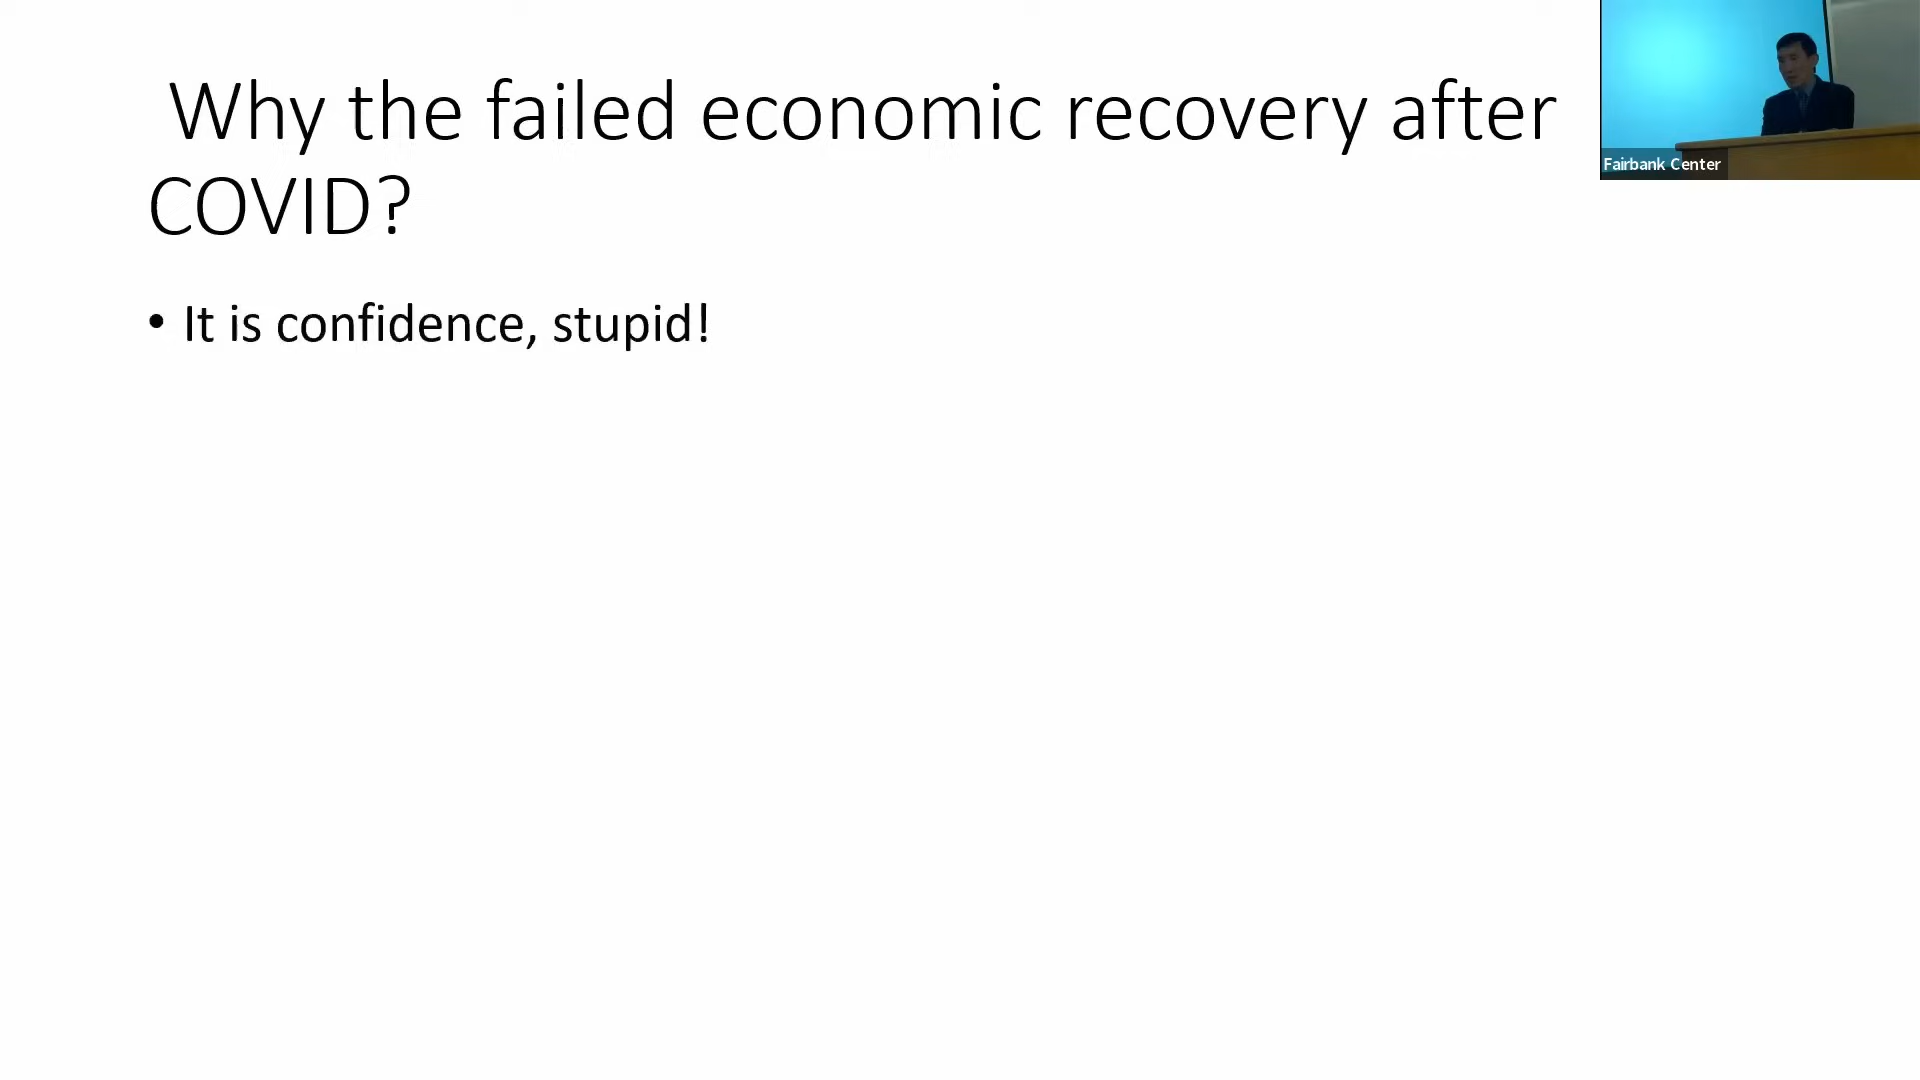 Why the failed economic recovery after
COVID?
• It is confidence, stupid!
Fairbank Center